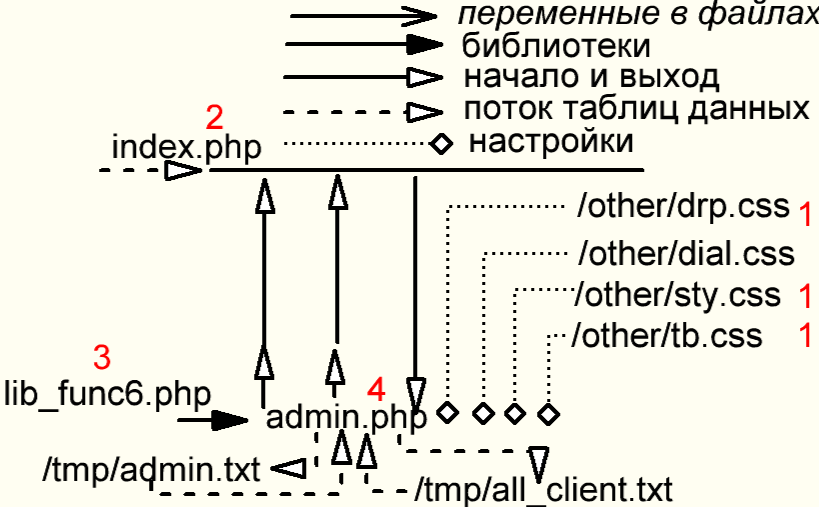 переменные в файлах
библиотеки
начало и выход
поток таблиц данных
настройки
2
index.php
/other/drp.css 1
/other/dial.css
/other/sty.css 1
/other/tb.css 1
3
lib_func6.php
4
admin.php
/tmp/admin.txt
/tmp/all_client.txt